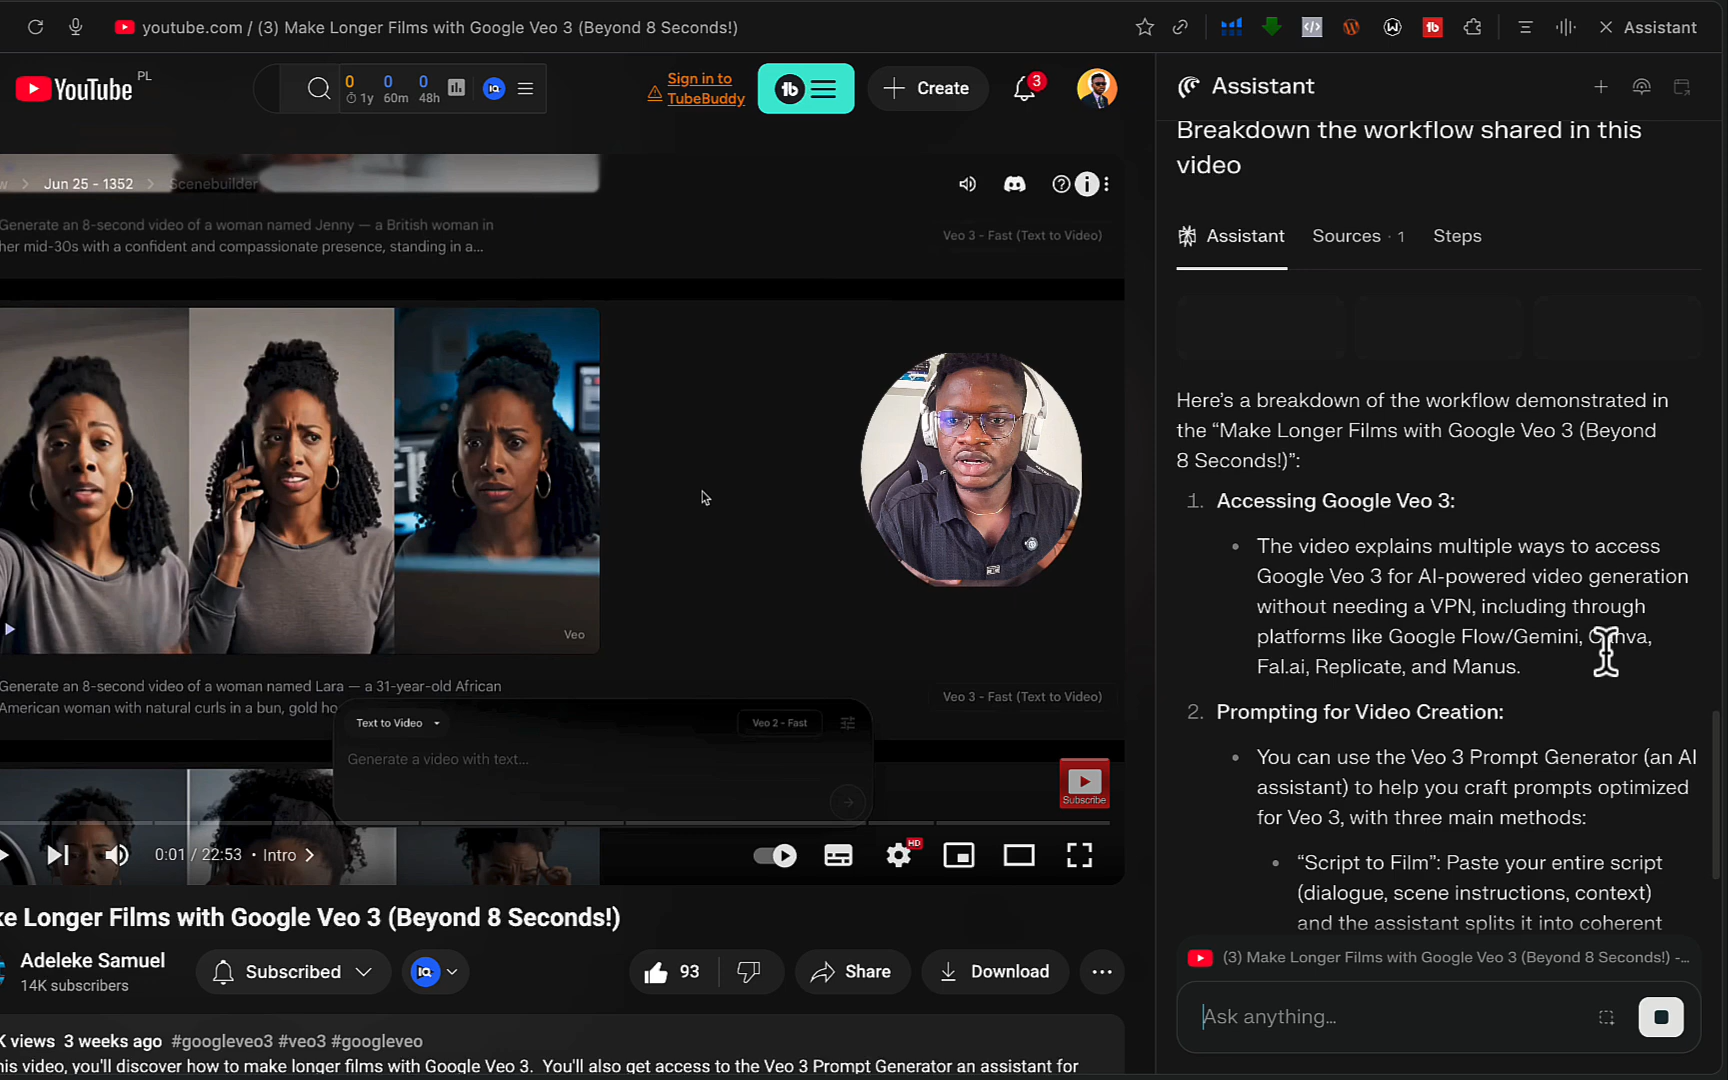 youtube.com / (3) Make Longer Films with Google Veo 3 (Beyond 8 Seconds!)
Assistant
YouTube PL
0 0 0
1y 60m 48h
IQ
Sign in to
TubeBuddy
tb
Create
3
w > Jun 25 - 1352 > Scenebuilder
Generate an 8-second video of a woman named Jenny — a British woman in
her mid-30s with a confident and compassionate presence, standing in a...
Veo 3 - Fast (Text to Video)
Veo
Generate an 8-second video of a woman named Lara — a 31-year-old African
American woman with natural curls in a bun, gold ho
Veo 3 - Fast (Text to Video)
Text to Video
Veo 2 - Fast
Generate a video with text...
Subscribe
0:01 / 22:53 • Intro
HD
ke Longer Films with Google Veo 3 (Beyond 8 Seconds!)
Adeleke Samuel
14K subscribers
Subscribed
IQ
93
Share
Download
K views 3 weeks ago #googleveo3 #veo3 #googleveo
his video, you'll discover how to make longer films with Google Veo 3. You'll also get access to the Veo 3 Prompt Generator an assistant for
Assistant
Breakdown the workflow shared in this
video
Assistant
Sources · 1
Steps
Here's a breakdown of the workflow demonstrated in
the “Make Longer Films with Google Veo 3 (Beyond
8 Seconds!)”:
1. Accessing Google Veo 3:
• The video explains multiple ways to access
Google Veo 3 for AI-powered video generation
without needing a VPN, including through
platforms like Google Flow/Gemini, Canva,
Fal.ai, Replicate, and Manus.
2. Prompting for Video Creation:
• You can use the Veo 3 Prompt Generator (an AI
assistant) to help you craft prompts optimized
for Veo 3, with three main methods:
• “Script to Film”: Paste your entire script
(dialogue, scene instructions, context)
and the assistant splits it into coherent
(3) Make Longer Films with Google Veo 3 (Beyond 8 Seconds!) -...
Ask anything...